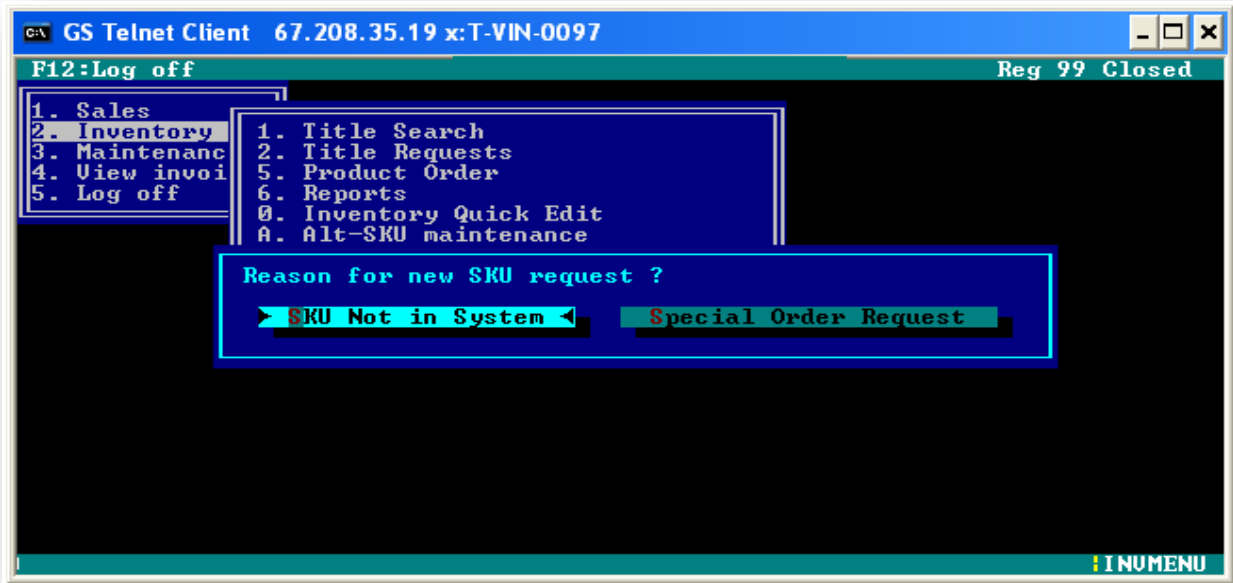 GS Telnet Client 67.208.35.19 x:T-VIN-0097
F12:Log off Reg 99 Closed
1. Sales
2. Inventory
3. Maintenanc
4. View invoi
5. Log off
1. Title Search
2. Title Requests
5. Product Order
6. Reports
0. Inventory Quick Edit
A. Alt-SKU maintenance
Reason for new SKU request ?
SKU Not in System Special Order Request
INVMENU